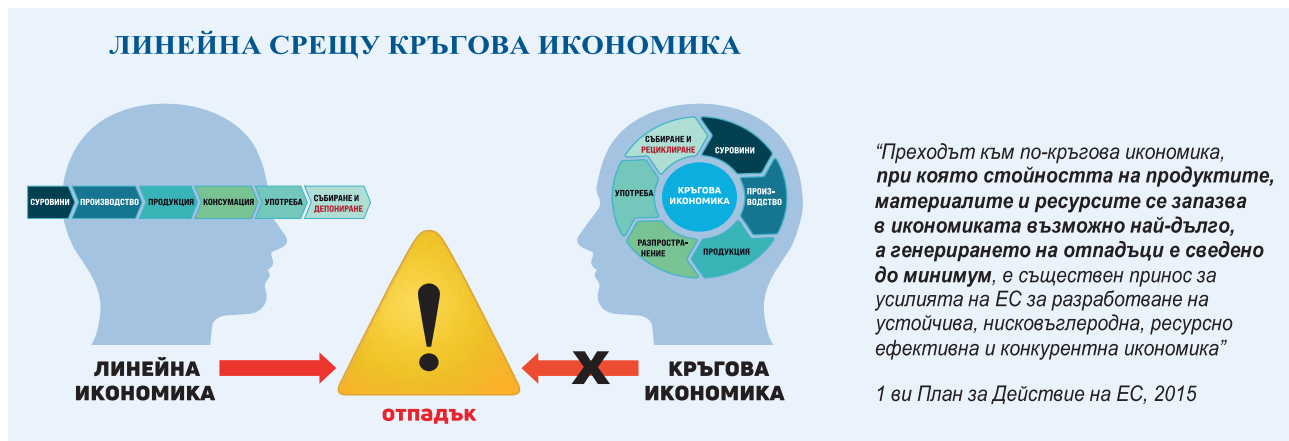 ЛИНЕЙНА СРЕЩУ КРЪГОВА ИКОНОМИКА
СУРОВИНИ
ПРОИЗВОДСТВО
ПРОДУКЦИЯ
КОНСУМАЦИЯ
УПОТРЕБА
СЪБИРАНЕ И
ДЕПОНИРАНЕ
ЛИНЕЙНА
ИКОНОМИКА
!
отпадък
X
СЪБИРАНЕ И
РЕЦИКЛИРАНЕ
СУРОВИНИ
ПРОИЗ-
ВОДСТВО
ПРОДУКЦИЯ
РАЗПРОСТРА-
НЕНИЕ
УПОТРЕБА
КРЪГОВА
ИКОНОМИКА
КРЪГОВА
ИКОНОМИКА
“Преходът към по-кръгова икономика,
при която стойността на продуктите,
материалите и ресурсите се запазва
в икономиката възможно най-дълго,
а генерирането на отпадъци е сведено
до минимум, е съществен принос за
усилията на ЕС за разработване на
устойчива, нисковъглеродна, ресурсно
ефективна и конкурентна икономика”
1 ви План за Действие на ЕС, 2015